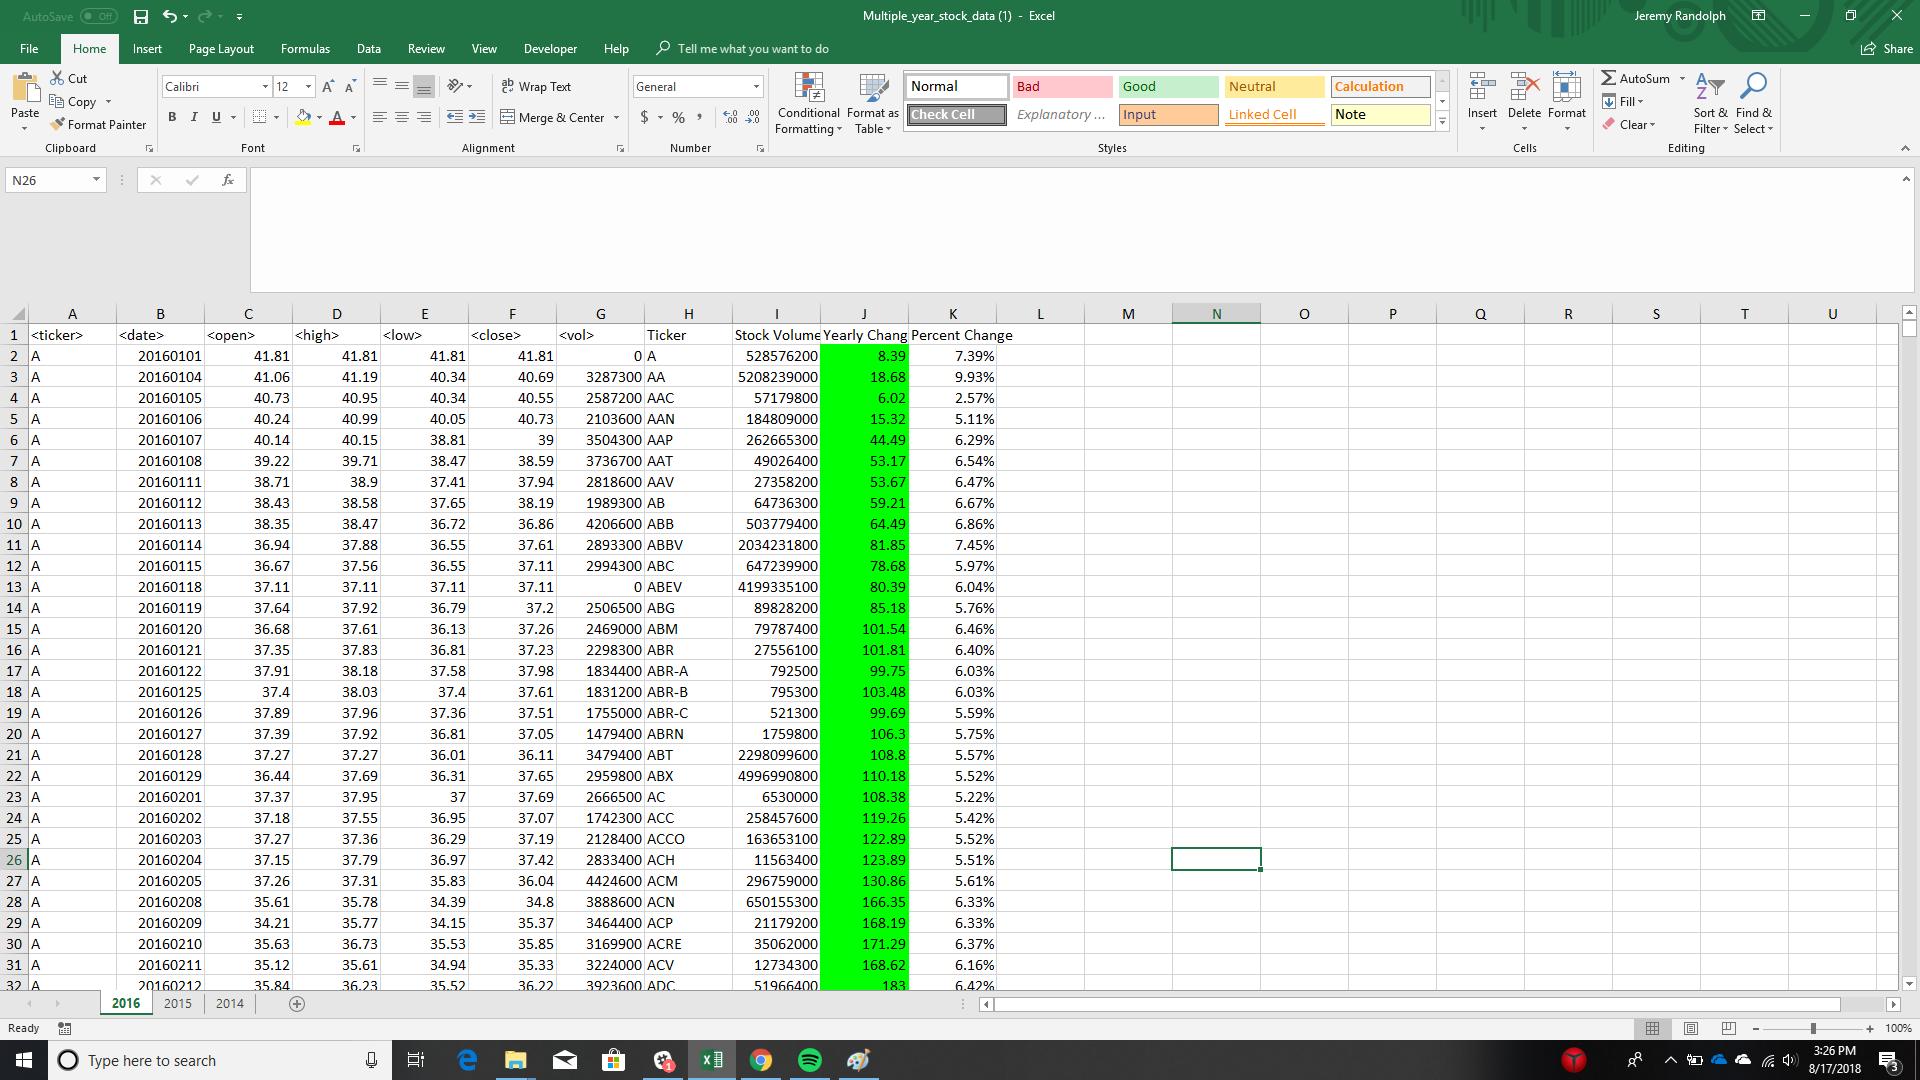 AutoSave Off Multiple_year_stock_data (1) - Excel Jeremy Randolph
File Home Insert Page Layout Formulas Data Review View Developer Help Tell me what you want to do Share
Paste Cut Copy Format Painter Clipboard
Calibri 12 B I U A Font
Wrap Text Merge & Center Alignment
General $ % , Number
Conditional Formatting Format as Table
Normal Bad Good Neutral Calculation
Check Cell Explanatory ... Input Linked Cell Note
Styles
Insert Delete Format Cells
AutoSum Fill Clear Sort & Filter Find & Select Editing
N26 fx
A B C D E F G H I J K L M N O P Q R S T U
1 <ticker> <date> <open> <high> <low> <close> <vol> Ticker Stock Volume Yearly Chang Percent Change
2 A 20160101 41.81 41.81 41.81 41.81 0 A 528576200 8.39 7.39%
3 A 20160104 41.06 41.19 40.34 40.69 3287300 AA 5208239000 18.68 9.93%
4 A 20160105 40.73 40.95 40.34 40.55 2587200 AAC 57179800 6.02 2.57%
5 A 20160106 40.24 40.99 40.05 40.73 2103600 AAN 184809000 15.32 5.11%
6 A 20160107 40.14 40.15 38.81 39 3504300 AAP 262665300 44.49 6.29%
7 A 20160108 39.22 39.71 38.47 38.59 3736700 AAT 49026400 53.17 6.54%
8 A 20160111 38.71 38.9 37.41 37.94 2818600 AAV 27358200 53.67 6.47%
9 A 20160112 38.43 38.58 37.65 38.19 1989300 AB 64736300 59.21 6.67%
10 A 20160113 38.35 38.47 36.72 36.86 4206600 ABB 503779400 64.49 6.86%
11 A 20160114 36.94 37.88 36.55 37.61 2893300 ABBV 2034231800 81.85 7.45%
12 A 20160115 36.67 37.56 36.55 37.11 2994300 ABC 647239900 78.68 5.97%
13 A 20160118 37.11 37.11 37.11 37.11 0 ABEV 4199335100 80.39 6.04%
14 A 20160119 37.64 37.92 36.79 37.2 2506500 ABG 89828200 85.18 5.76%
15 A 20160120 36.68 37.61 36.13 37.26 2469000 ABM 79787400 101.54 6.46%
16 A 20160121 37.35 37.83 36.81 37.23 2298300 ABR 27556100 101.81 6.40%
17 A 20160122 37.91 38.18 37.58 37.98 1834400 ABR-A 792500 99.75 6.03%
18 A 20160125 37.4 38.03 37.4 37.61 1831200 ABR-B 795300 103.48 6.03%
19 A 20160126 37.89 37.96 37.36 37.51 1755000 ABR-C 521300 99.69 5.59%
20 A 20160127 37.39 37.92 36.81 37.05 1479400 ABRN 1759800 106.3 5.75%
21 A 20160128 37.27 37.27 36.01 36.11 3479400 ABT 2298099600 108.8 5.57%
22 A 20160129 36.44 37.69 36.31 37.65 2959800 ABX 4996990800 110.18 5.52%
23 A 20160201 37.37 37.95 37 37.69 2666500 AC 6530000 108.38 5.22%
24 A 20160202 37.18 37.55 36.95 37.07 1742300 ACC 258457600 119.26 5.42%
25 A 20160203 37.27 37.36 36.29 37.19 2128400 ACCO 163653100 122.89 5.52%
26 A 20160204 37.15 37.79 36.97 37.42 2833400 ACH 11563400 123.89 5.51%
27 A 20160205 37.26 37.31 35.83 36.04 4424600 ACM 296759000 130.86 5.61%
28 A 20160208 35.61 35.78 34.39 34.8 3888600 ACN 650155300 166.35 6.33%
29 A 20160209 34.21 35.77 34.15 35.37 3464400 ACP 21179200 168.19 6.33%
30 A 20160210 35.63 36.73 35.53 35.85 3169900 ACRE 35062000 171.29 6.37%
31 A 20160211 35.12 35.61 34.94 35.33 3224000 ACV 12734300 168.62 6.16%
32 A 20160212 35.84 36.23 35.52 36.22 3923600 ADC 51966400 183 6.42%
2016 2015 2014
Ready 100%
Type here to search 1 3:26 PM
8/17/2018 3